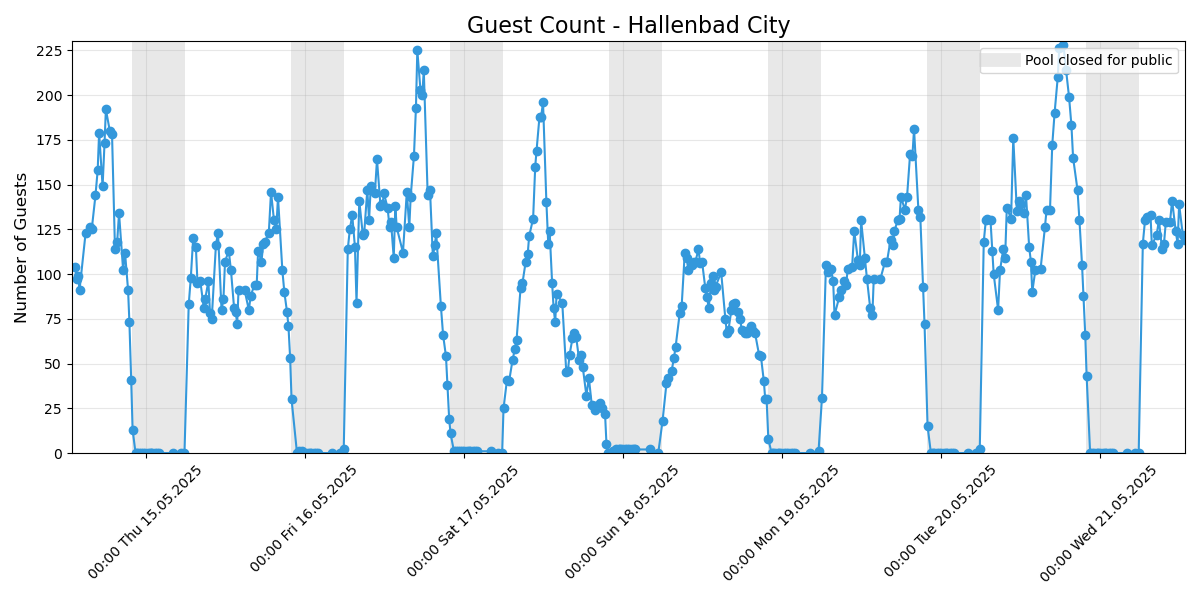 Guest Count - Hallenbad City
Number of Guests
225
200
175
150
125
100
75
50
25
0
Pool closed for public
00:00 Thu 15.05.2025
00:00 Fri 16.05.2025
00:00 Sat 17.05.2025
00:00 Sun 18.05.2025
00:00 Mon 19.05.2025
00:00 Tue 20.05.2025
00:00 Wed 21.05.2025